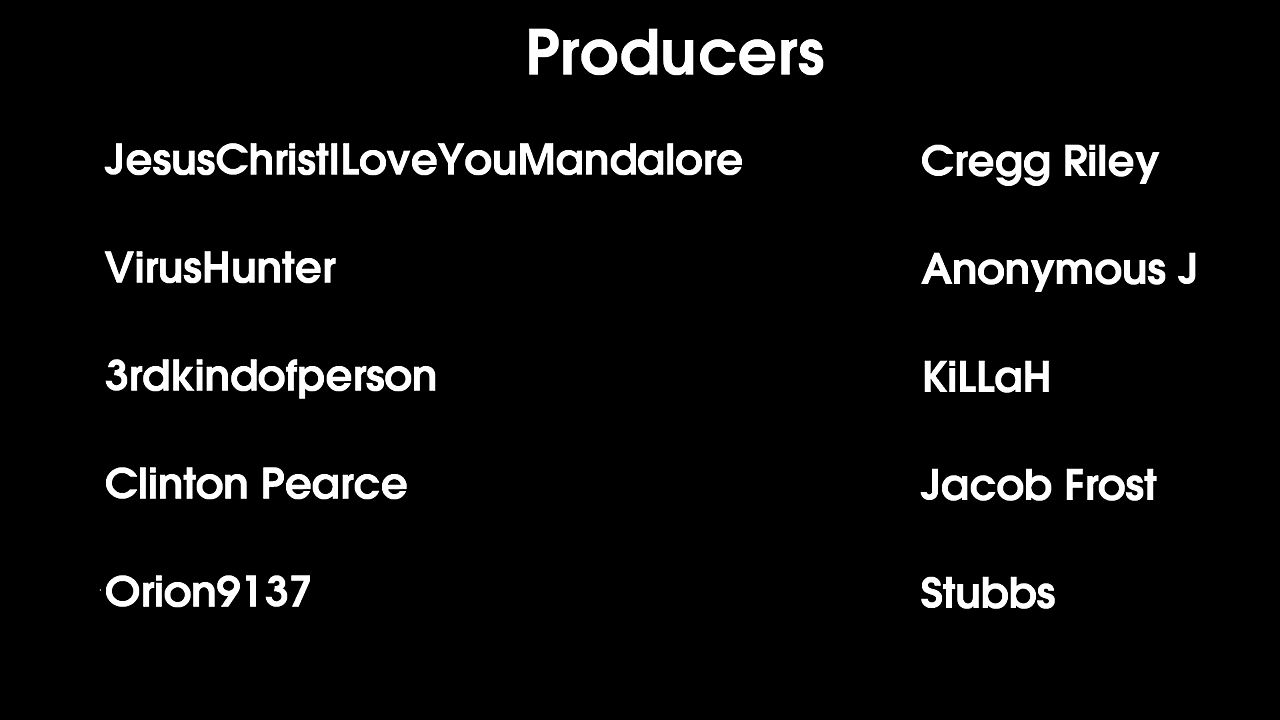 Producers
JesusChristILoveYouMandalore
Cregg Riley
VirusHunter
Anonymous J
3rdkindofperson
KiLLaH
Clinton Pearce
Jacob Frost
Orion9137
Stubbs